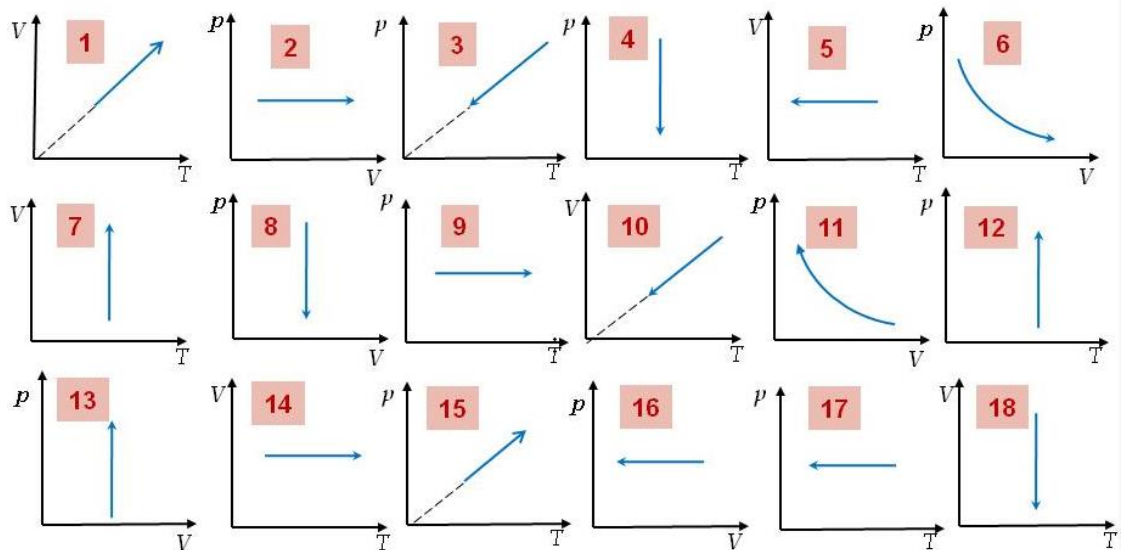 V 1 T
p 2 V
p 3 T
p 4 T
V 5 T
p 6 V
V 7 T
p 8 V
p 9 T
V 10 T
p 11 V
p 12 T
p 13 V
V 14 T
p 15 T
p 16 V
p 17 T
V 18 T